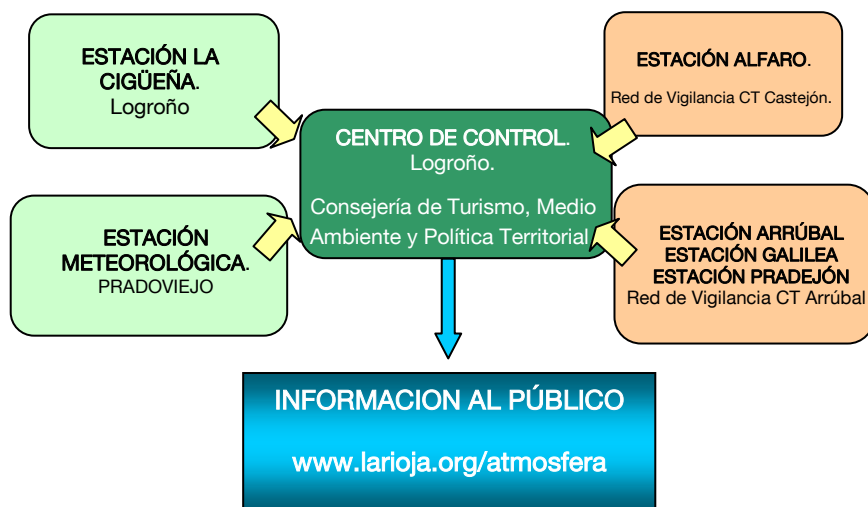 ESTACIÓN LA
CIGÜEÑA.
Logroño
ESTACIÓN ALFARO.
Red de Vigilancia CT Castejón.
CENTRO DE CONTROL.
Logroño.
Consejería de Turismo, Medio
Ambiente y Política Territorial
ESTACIÓN
METEOROLÓGICA.
PRADOVIEJO
ESTACIÓN ARRÚBAL
ESTACIÓN GALILEA
ESTACIÓN PRADEJÓN
Red de Vigilancia CT Arrúbal
INFORMACION AL PÚBLICO
www.larioja.org/atmosfera